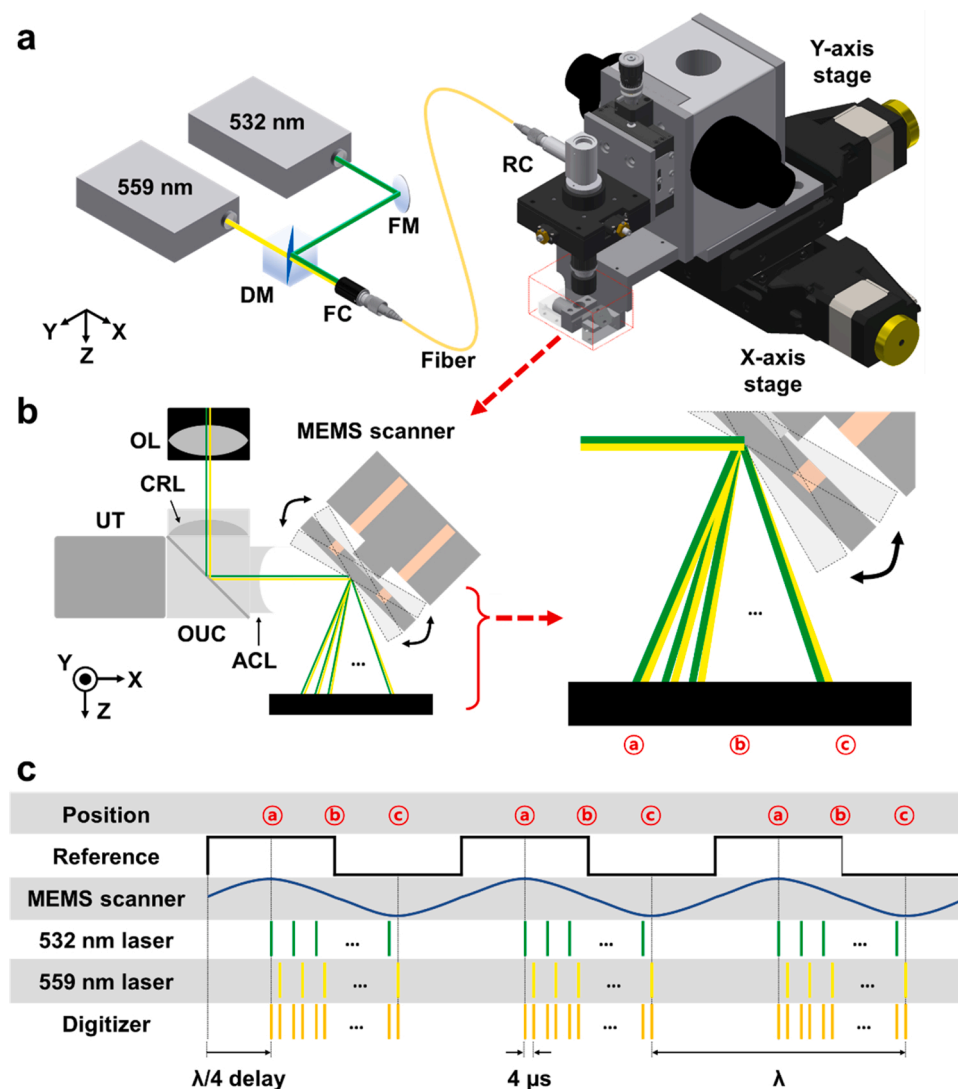 a
532 nm
559 nm
FM
DM
FC
Fiber
RC
Y-axis
stage
X-axis
stage
Y
X
Z
b
OL
CRL
UT
OUC
ACL
MEMS scanner
...
Y
X
Z
...
ⓐ
ⓑ
ⓒ
c
Position ⓐ ⓑ ⓒ ⓐ ⓑ ⓒ ⓐ ⓑ ⓒ
Reference
MEMS scanner
532 nm laser ... ... ...
559 nm laser ... ... ...
Digitizer ... ... ...
λ/4 delay 4 µs λ